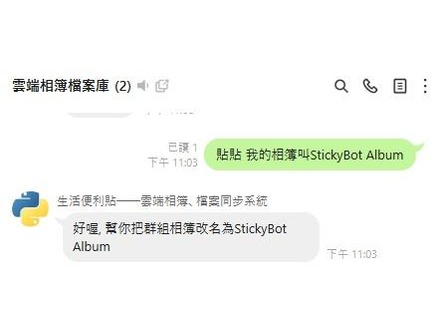 雲端相簿檔案庫 (2)
已讀 1
下午 11:03
貼貼 我的相簿叫StickyBot Album
生活便利貼——雲端相簿、檔案同步系統
好喔, 幫你把群組相簿改名為StickyBot
Album
下午 11:03